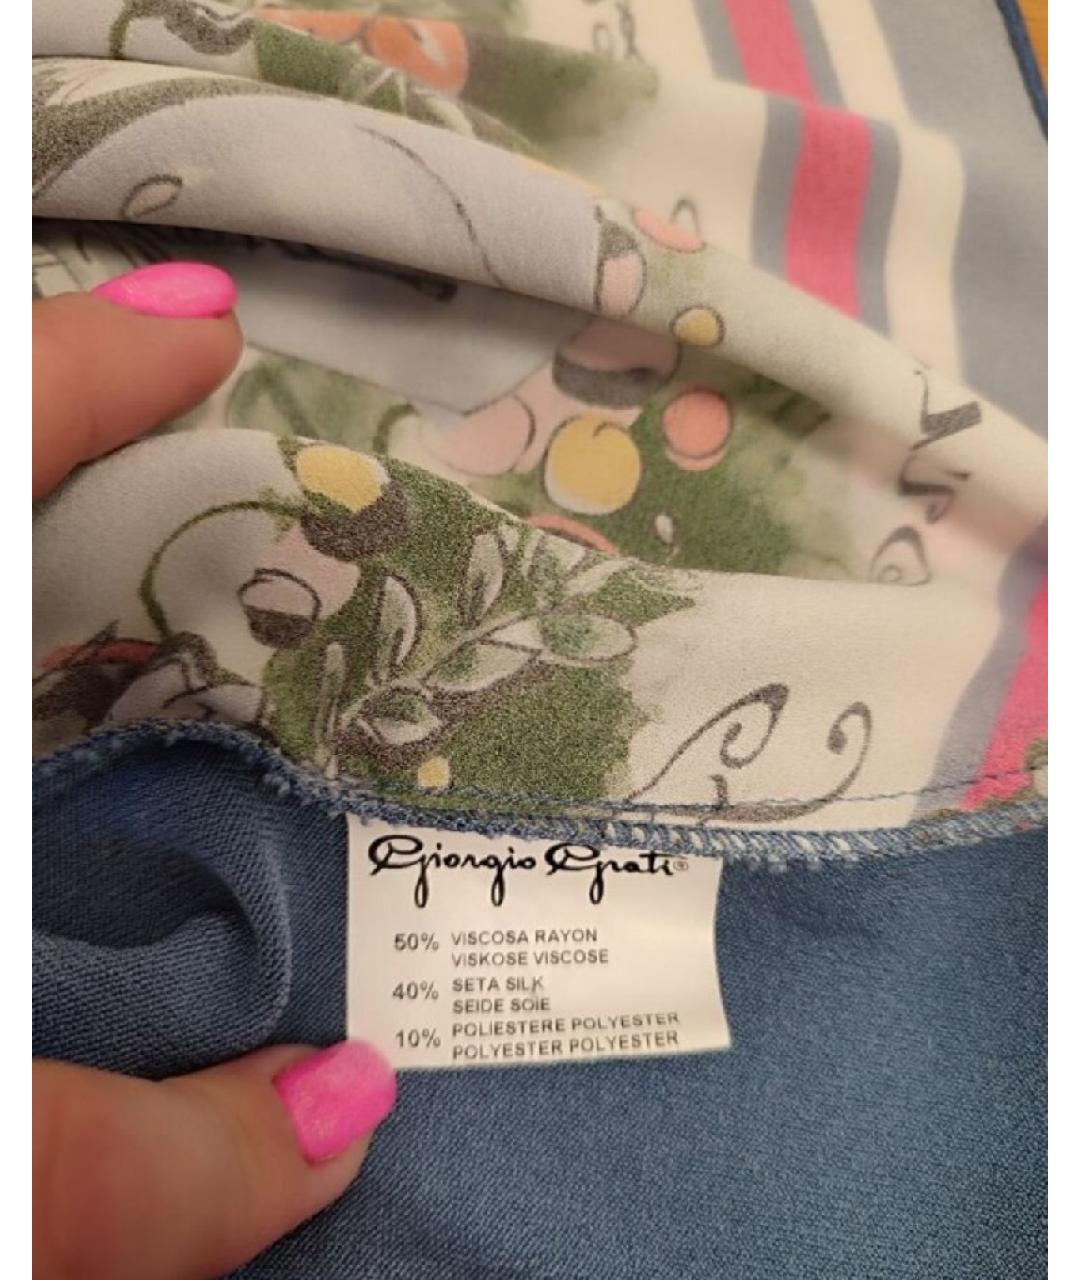 Giorgio Grati®
50% VISCOSA RAYON
VISKOSE VISCOSE
40% SETA SILK
SEIDE SOIE
10% POLIESTERE POLYESTER
POLYESTER POLYESTER